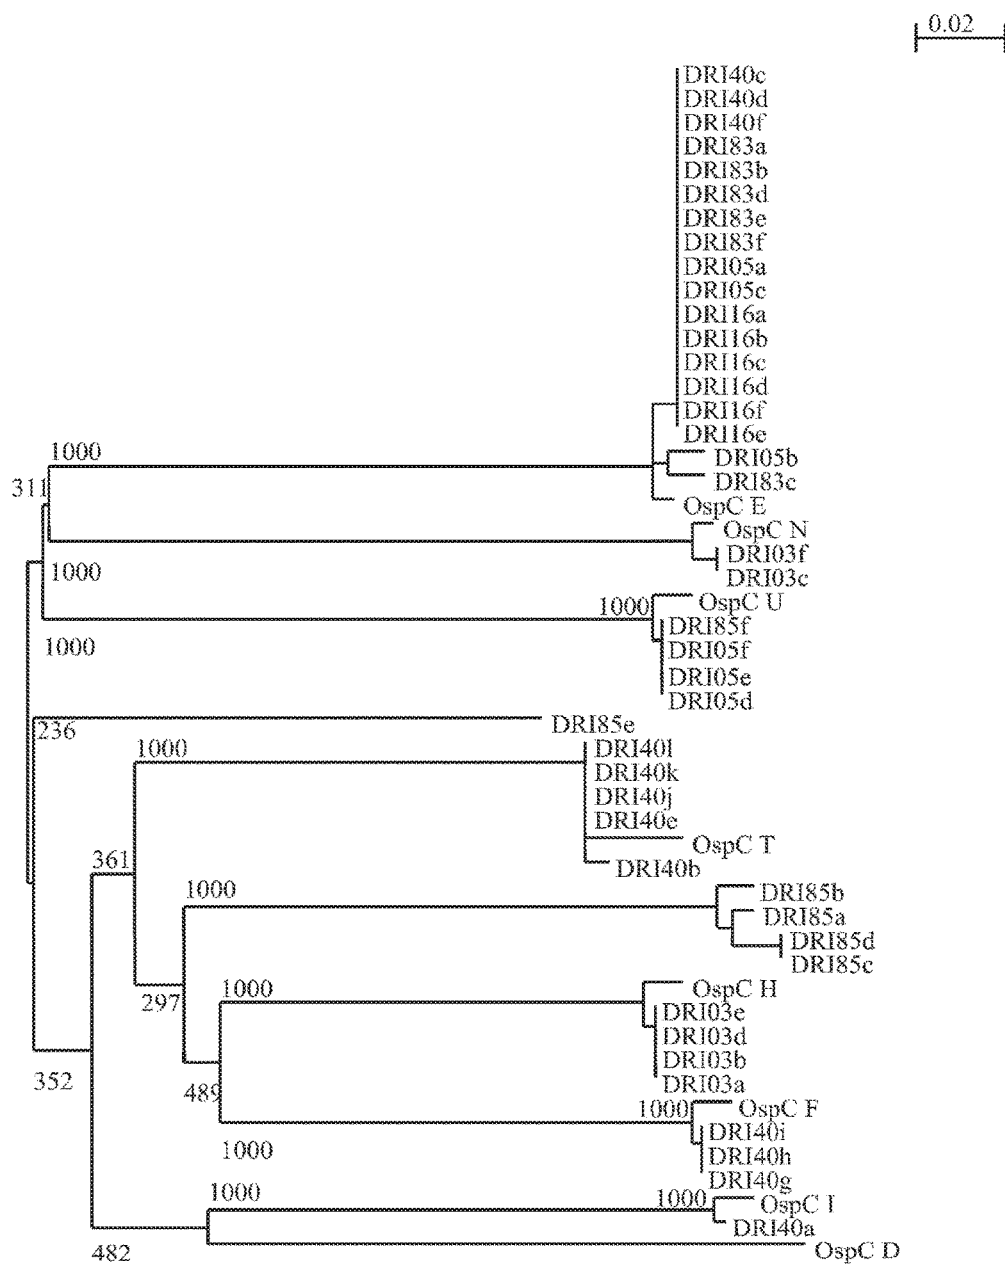 0.02
DRI40c
DRI40d
DRI40f
DRI83a
DRI83b
DRI83d
DRI83e
DRI83f
DRI05a
DRI05c
DRI16a
DRI16b
DRI16c
DRI16d
DRI16f
DRI16e
1000
DRI05b
DRI83c
311
OspC E
OspC N
DRI03f
1000
DRI03c
OspC U
1000
DRI85f
1000
DRI05f
DRI05e
DRI05d
DRI85e
236
1000
DRI40l
DRI40k
DRI40j
DRI40e
OspC T
361
DRI40b
1000
DRI85b
DRI85a
DRI85d
DRI85c
1000
OspC H
297
DRI03e
DRI03d
DRI03b
352
DRI03a
489
1000
OspC F
DRI40i
1000
DRI40h
DRI40g
1000
1000
OspC I
DRI40a
482
OspC D